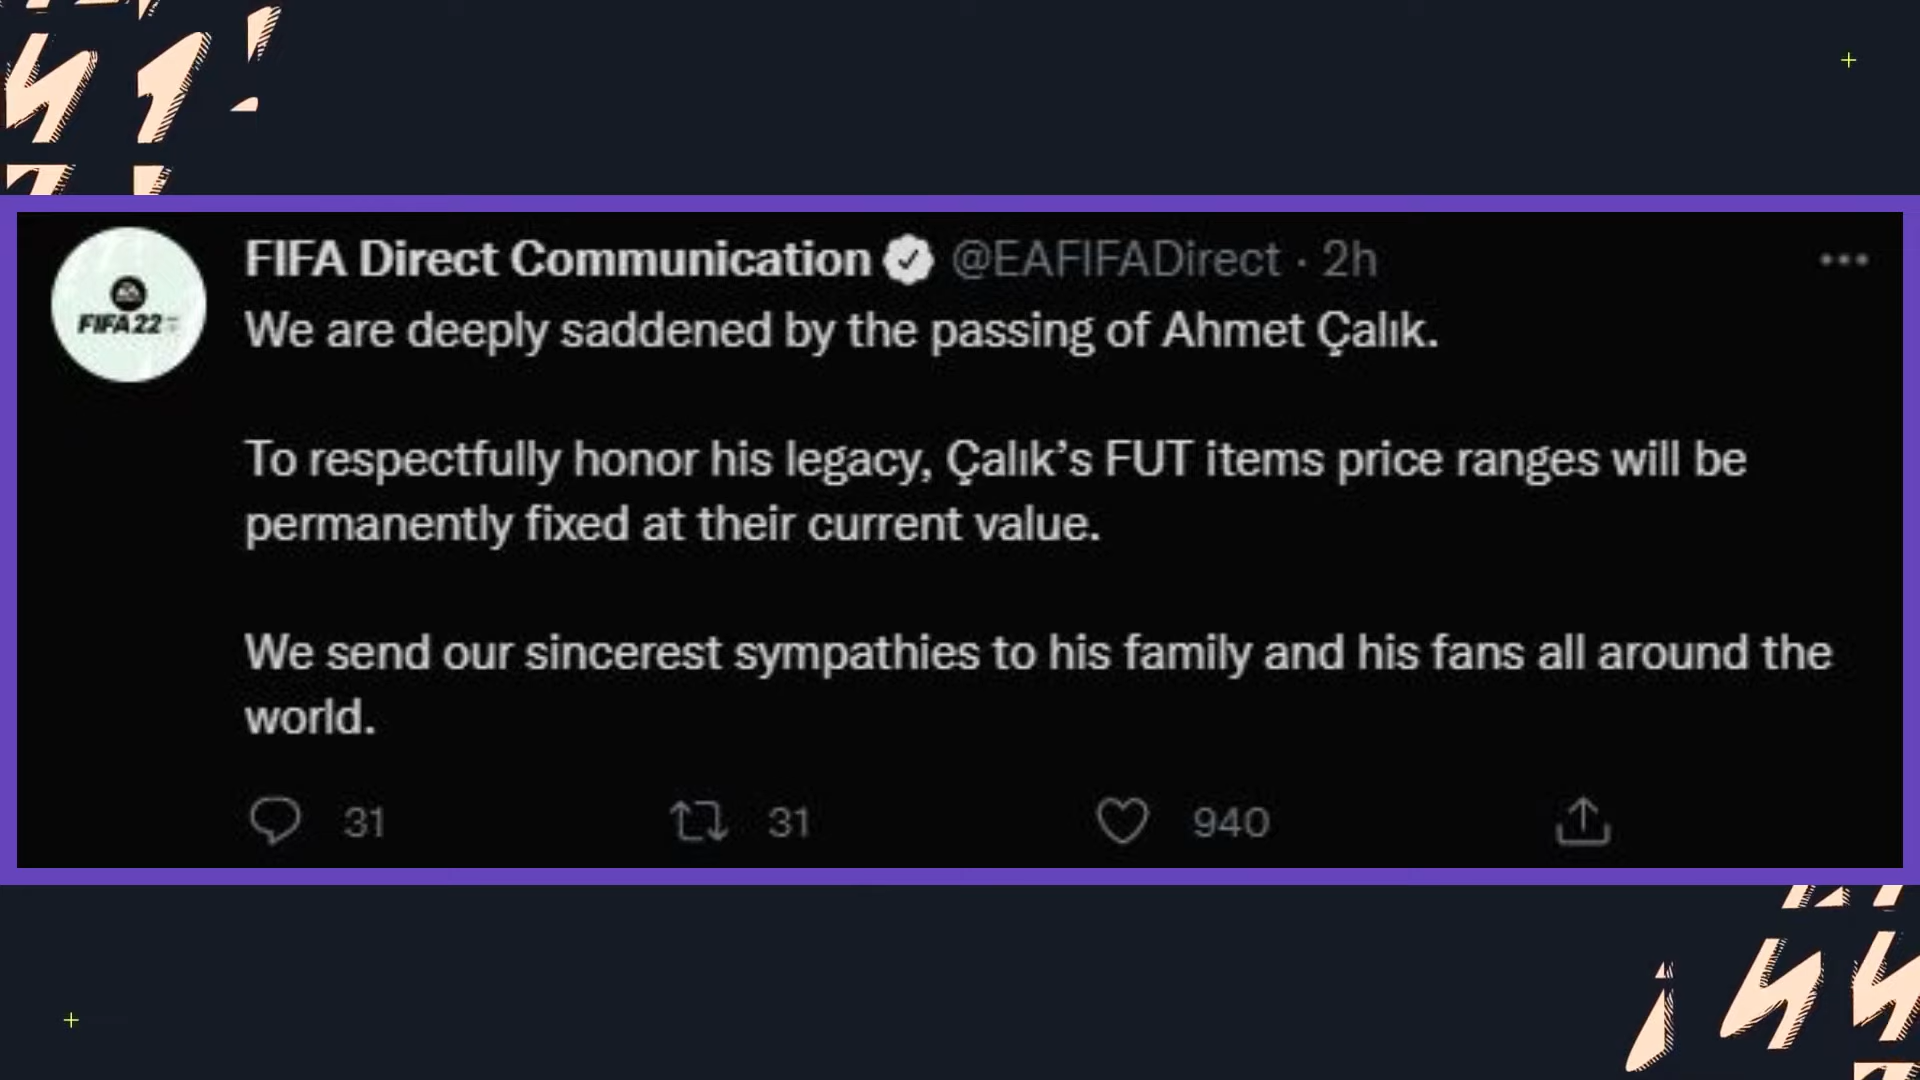 FIFA Direct Communication @EAFIFADirect · 2h
FIFA 22
We are deeply saddened by the passing of Ahmet Çalık.
To respectfully honor his legacy, Çalık’s FUT items price ranges will be
permanently fixed at their current value.
We send our sincerest sympathies to his family and his fans all around the
world.
31 31 940